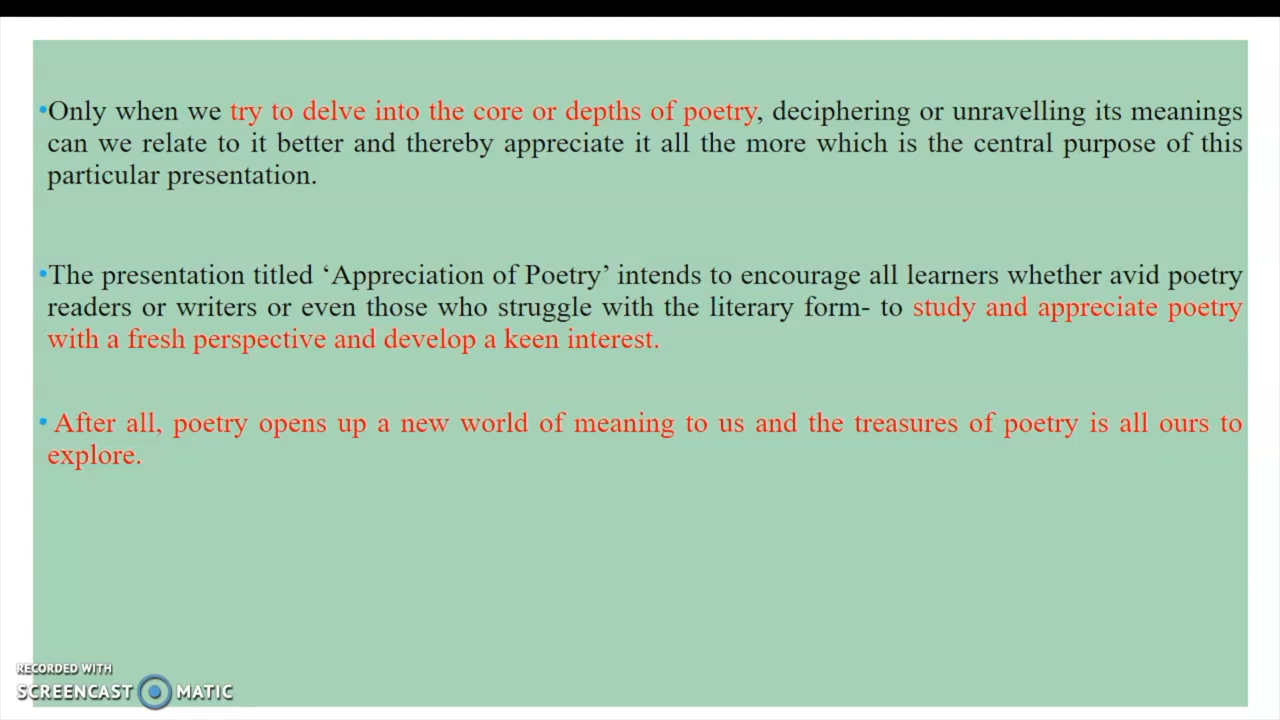 •Only when we try to delve into the core or depths of poetry, deciphering or unravelling its meanings
can we relate to it better and thereby appreciate it all the more which is the central purpose of this
particular presentation.
•The presentation titled ‘Appreciation of Poetry’ intends to encourage all learners whether avid poetry
readers or writers or even those who struggle with the literary form- to study and appreciate poetry
with a fresh perspective and develop a keen interest.
• After all, poetry opens up a new world of meaning to us and the treasures of poetry is all ours to
explore.
RECORDED WITH
SCREENCAST MATIC